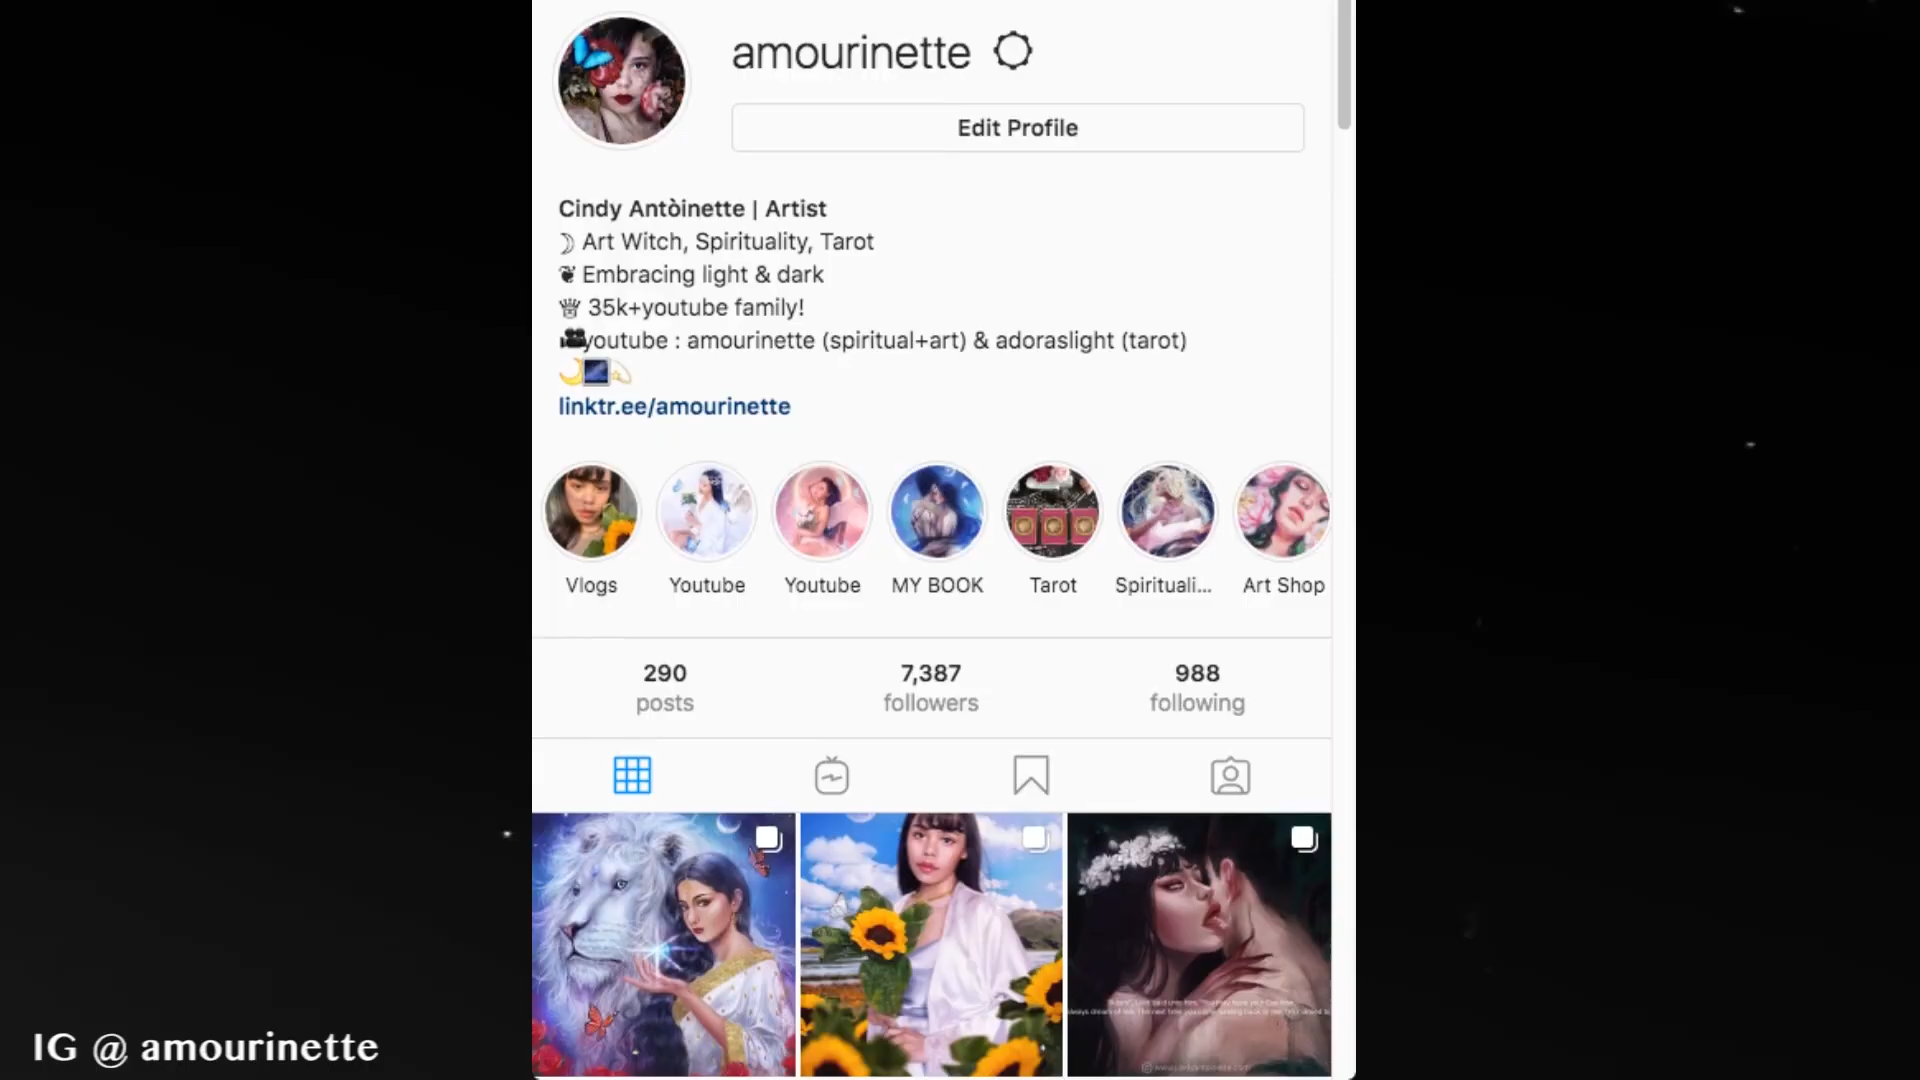 amourinette
Edit Profile
Cindy Antòinette | Artist
☽ Art Witch, Spirituality, Tarot
❦ Embracing light & dark
♕ 35k+youtube family!
🎥youtube : amourinette (spiritual+art) & adoraslight (tarot)
🌙🌌💫
linktr.ee/amourinette
Vlogs
Youtube
Youtube
MY BOOK
Tarot
Spirituali...
Art Shop
290
posts
7,387
followers
988
following
IG @ amourinette